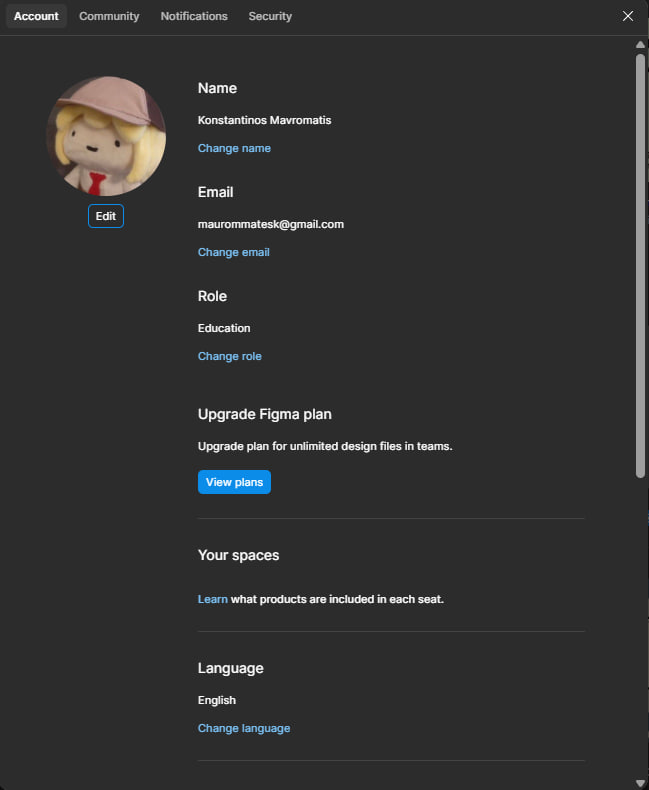 Account
Community
Notifications
Security
Name
Konstantinos Mavromatis
Change name
Edit
Email
maurommatesk@gmail.com
Change email
Role
Education
Change role
Upgrade Figma plan
Upgrade plan for unlimited design files in teams.
View plans
Your spaces
Learn what products are included in each seat.
Language
English
Change language